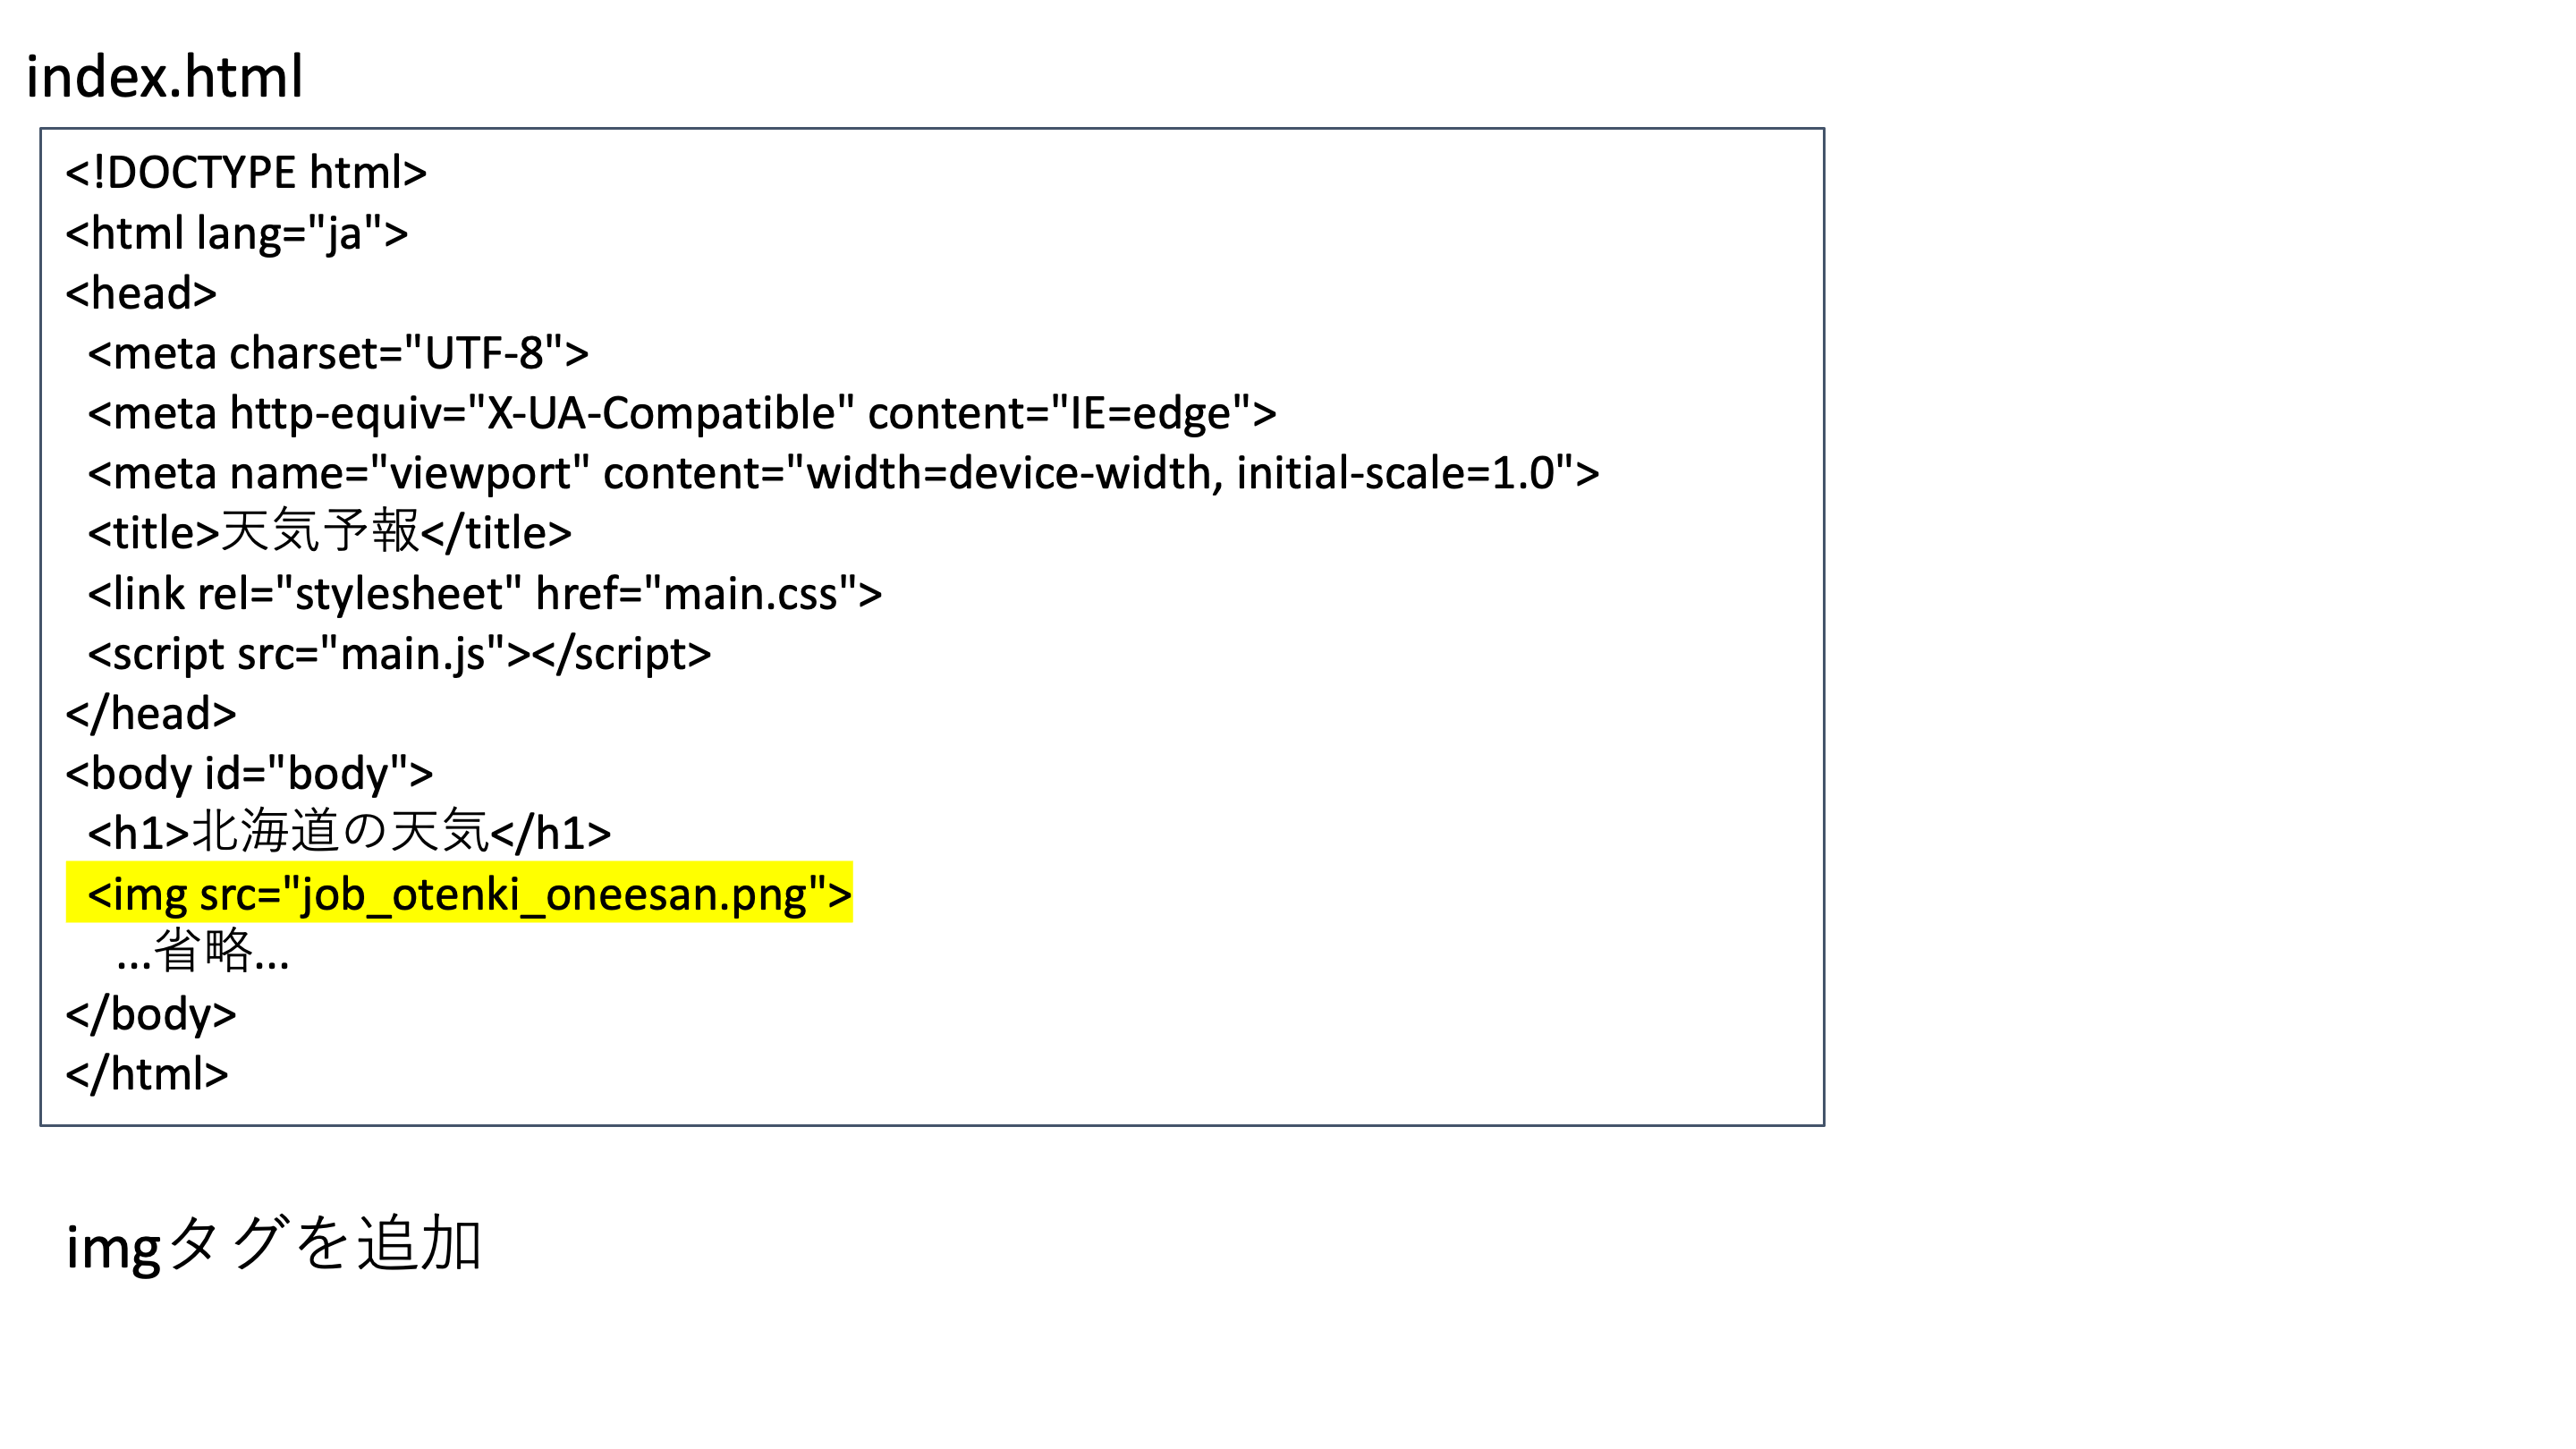 index.html
<!DOCTYPE html>
<html lang="ja">
<head>
  <meta charset="UTF-8">
  <meta http-equiv="X-UA-Compatible" content="IE=edge">
  <meta name="viewport" content="width=device-width, initial-scale=1.0">
  <title>天気予報</title>
  <link rel="stylesheet" href="main.css">
  <script src="main.js"></script>
</head>
<body id="body">
  <h1>北海道の天気</h1>
  <img src="job_otenki_oneesan.png">
    ...省略...
</body>
</html>
imgタグを追加